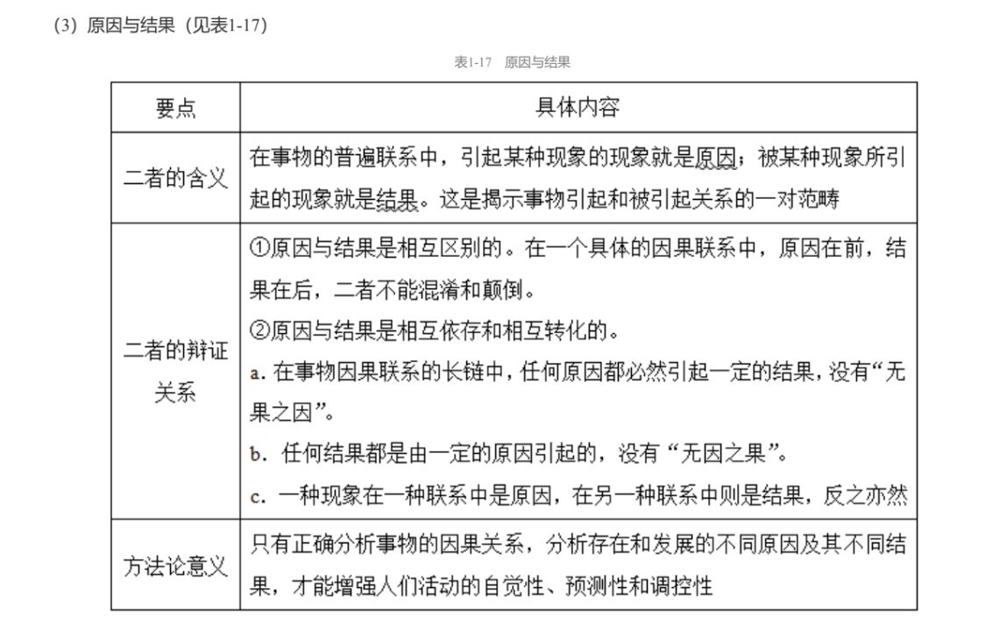 （3）原因与结果（见表1-17）
表1-17 原因与结果
要点
具体内容
二者的含义
在事物的普遍联系中，引起某种现象的现象就是原因；被某种现象所引
起的现象就是结果。这是揭示事物引起和被引起关系的一对范畴
二者的辩证
关系
①原因与结果是相互区别的。在一个具体的因果联系中，原因在前，结
果在后，二者不能混淆和颠倒。
②原因与结果是相互依存和相互转化的。
a. 在事物因果联系的长链中，任何原因都必然引起一定的结果，没有“无
果之因”。
b. 任何结果都是由一定的原因引起的，没有“无因之果”。
c. 一种现象在一种联系中是原因，在另一种联系中则是结果，反之亦然
方法论意义
只有正确分析事物的因果关系，分析存在和发展的不同原因及其不同结
果，才能增强人们活动的自觉性、预测性和调控性